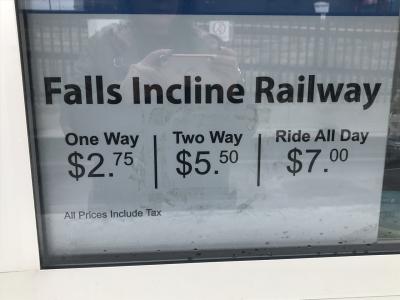 Falls Incline Railway
One Way | Two Way | Ride All Day
$2.75 | $5.50 | $7.00
All Prices Include Tax